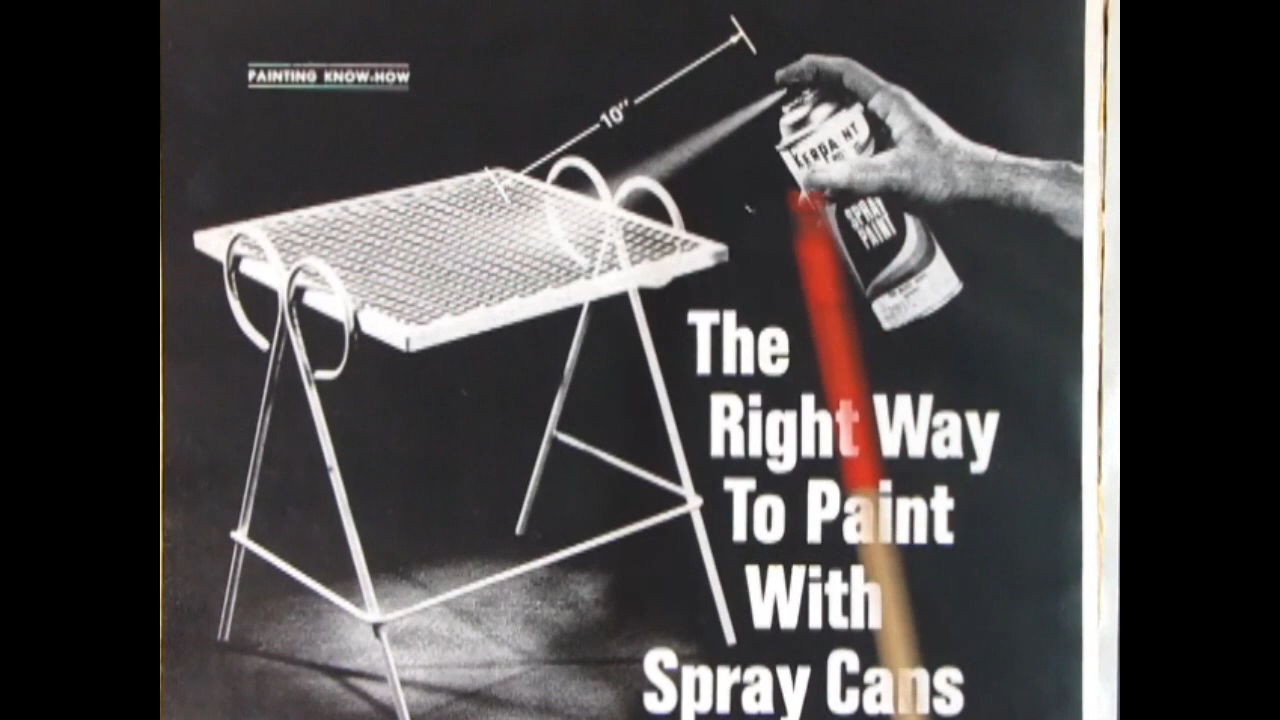 PAINTING KNOW-HOW
10"
SPRAY
PAINT
The
Right Way
To Paint
With
Spray Cans